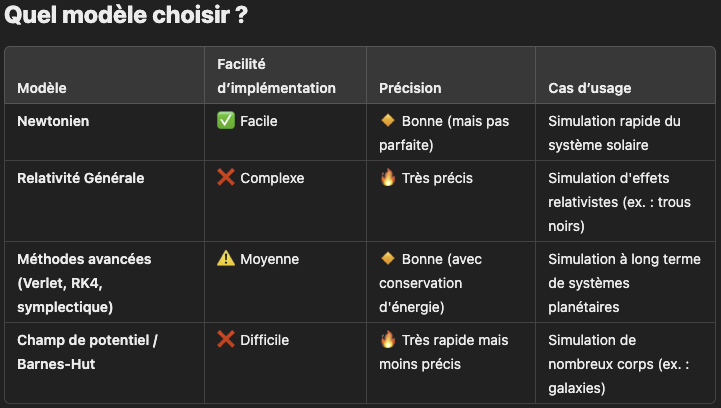 Quel modèle choisir ?
Modèle
Facilité
d'implémentation
Précision
Cas d'usage
Newtonien
✅ Facile
🔸 Bonne (mais pas
parfaite)
Simulation rapide du
système solaire
Relativité Générale
❌ Complexe
🔥 Très précis
Simulation d'effets
relativistes (ex. : trous
noirs)
Méthodes avancées
(Verlet, RK4,
symplectique)
⚠️ Moyenne
🔸 Bonne (avec
conservation
d'énergie)
Simulation à long terme
de systèmes
planétaires
Champ de potentiel /
Barnes-Hut
❌ Difficile
🔥 Très rapide mais
moins précis
Simulation de
nombreux corps (ex. :
galaxies)